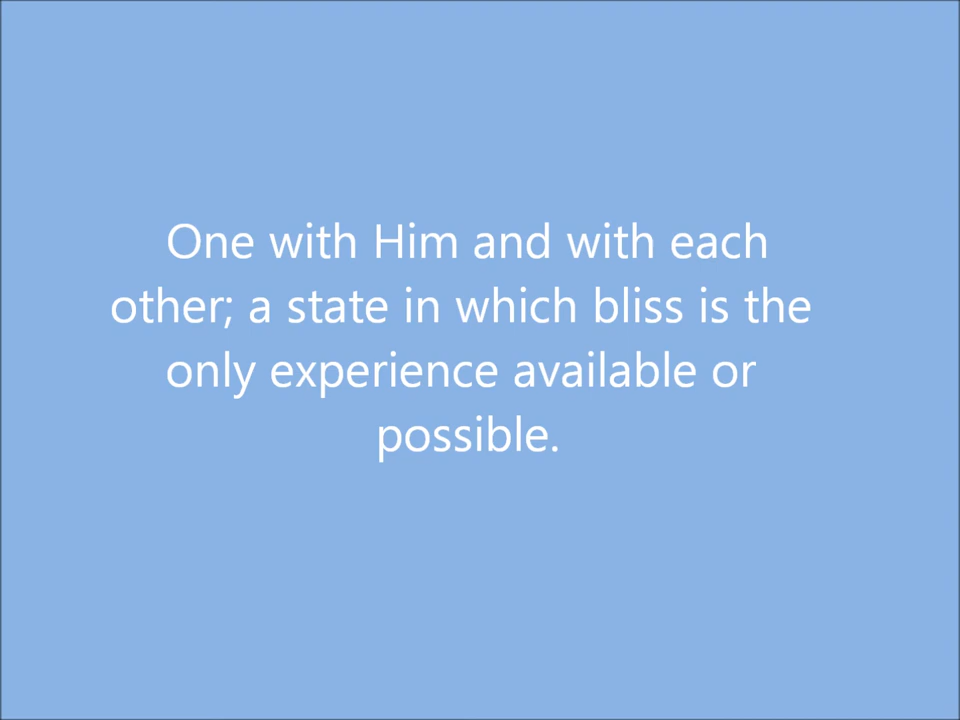 One with Him and with each
other; a state in which bliss is the
only experience available or
possible.